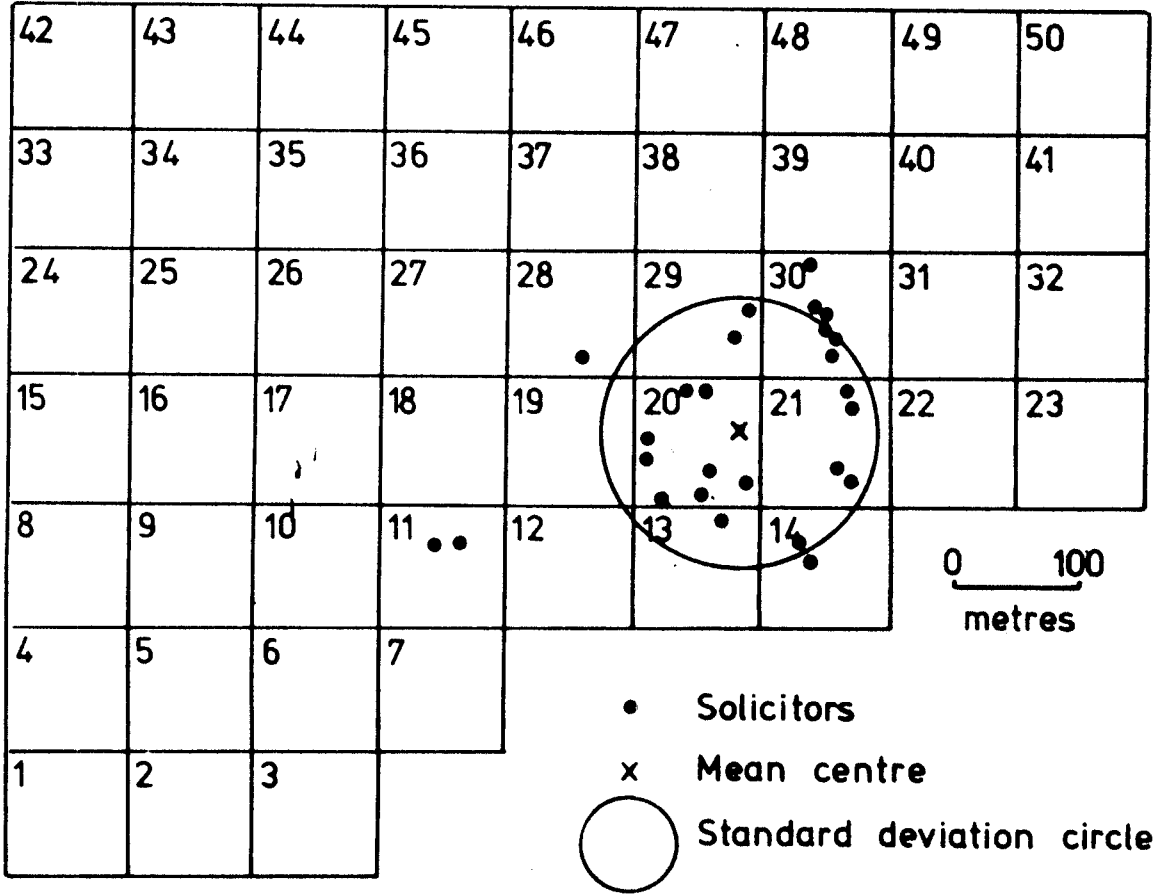 42 43 44 45 46 47 48 49 50
33 34 35 36 37 38 39 40 41
24 25 26 27 28 29 30 31 32
15 16 17 18 19 20 21 22 23
8 9 10 11 12 13 14
0 100
metres
4 5 6 7
Solicitors
1 2 3
Mean centre
Standard deviation circle